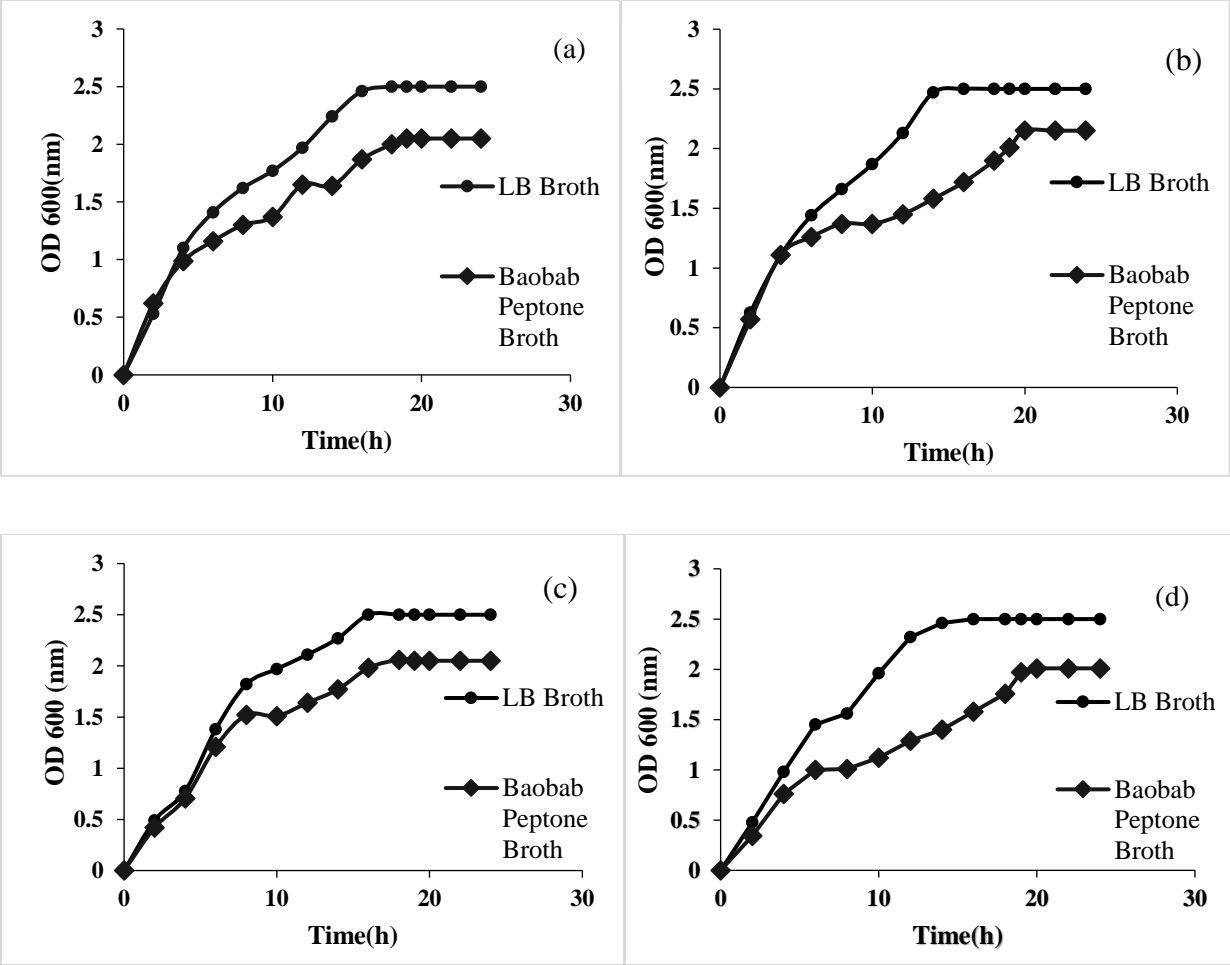 (a)
3
2.5
2
1.5
1
0.5
0
OD 600(nm)
LB Broth
Baobab
Peptone
Broth
0 10 20 30
Time(h)
(b)
3
2.5
2
1.5
1
0.5
0
OD 600(nm)
LB Broth
Baobab
Peptone
Broth
0 10 20 30
Time(h)
(c)
3
2.5
2
1.5
1
0.5
0
OD 600 (nm)
LB Broth
Baobab
Peptone
Broth
0 10 20 30
Time(h)
(d)
3
2.5
2
1.5
1
0.5
0
OD 600 (nm)
LB Broth
Baobab
Peptone
Broth
0 10 20 30
Time(h)